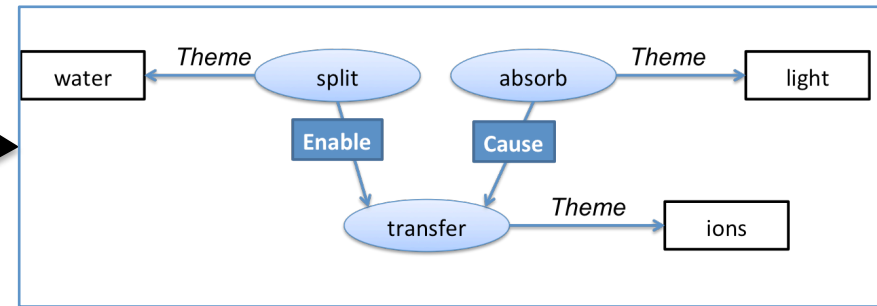 Theme
Theme
water
split
absorb
light
Enable
Cause
Theme
transfer
ions